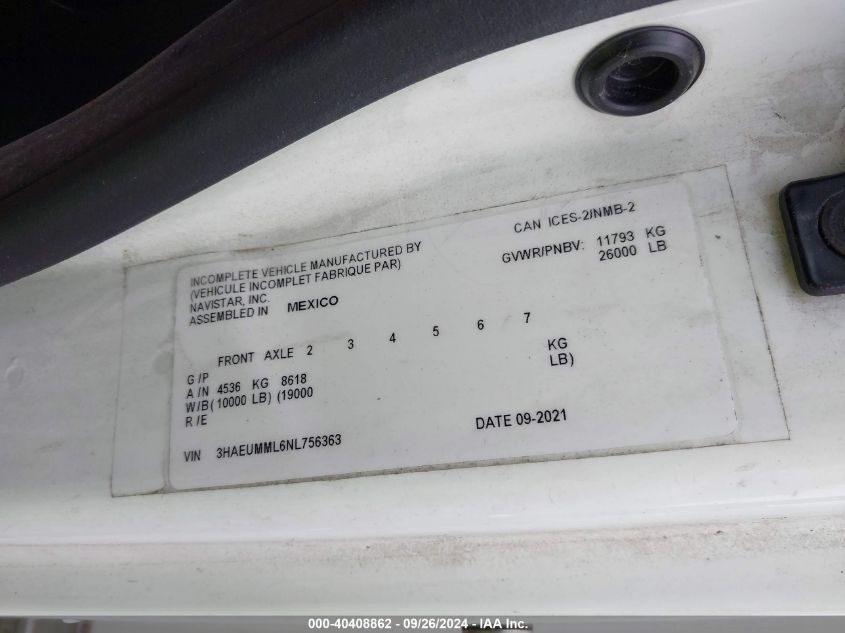 CAN ICES-2/NMB-2
INCOMPLETE VEHICLE MANUFACTURED BY
(VEHICULE INCOMPLET FABRIQUE PAR)
NAVISTAR, INC.
ASSEMBLED IN MEXICO
GVWR/PNBV: 11793 KG
26000 LB
FRONT AXLE 2 3 4 5 6 7
G/P
A/N 4536 KG 8618 KG
W/B (10000 LB) (19000 LB)
R/E
VIN 3HAEUMML6NL756363 DATE 09-2021
000-40408862 - 09/26/2024 - IAA Inc.